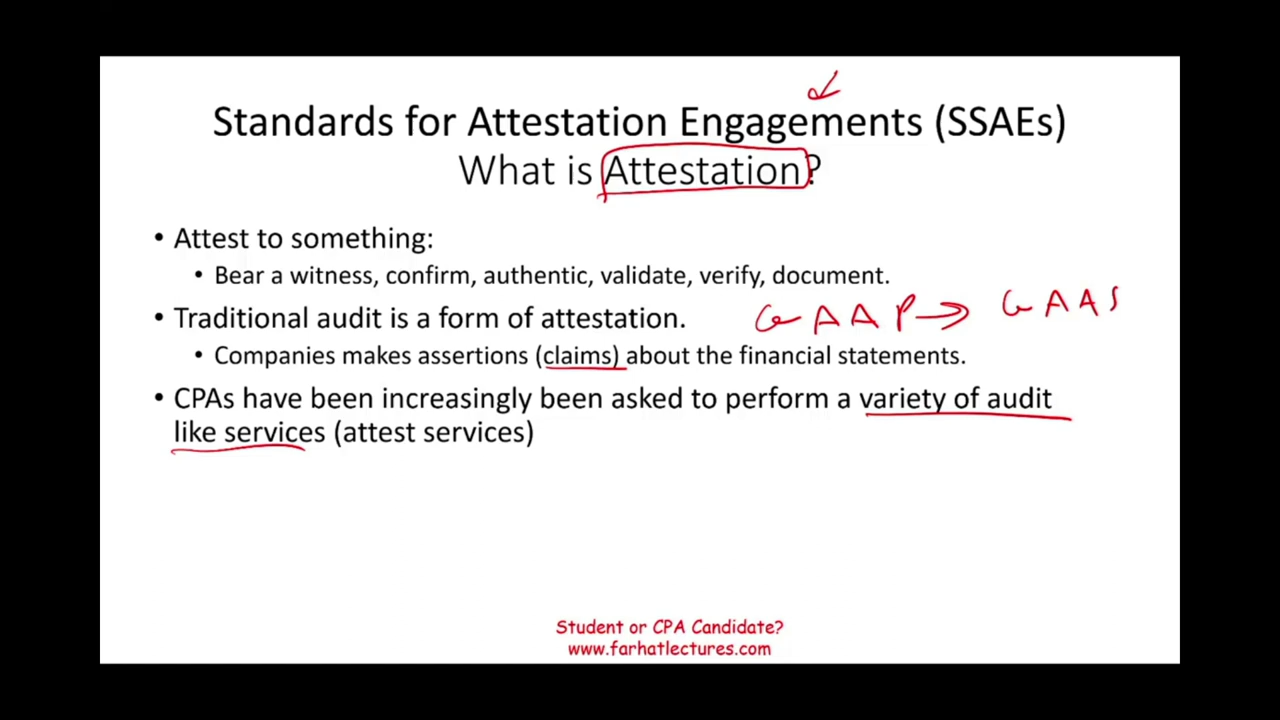 Standards for Attestation Engagements (SSAEs)
What is Attestation?
• Attest to something:
• Bear a witness, confirm, authentic, validate, verify, document.
• Traditional audit is a form of attestation.
GAAP → GAAS
• Companies makes assertions (claims) about the financial statements.
• CPAs have been increasingly been asked to perform a variety of audit
like services (attest services)
Student or CPA Candidate?
www.farhatlectures.com